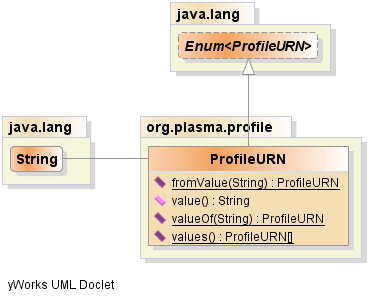 java.lang
Enum<ProfileURN>
java.lang
String
org.plasma.profile
ProfileURN
fromValue(String) : ProfileURN
value() : String
valueOf(String) : ProfileURN
values() : ProfileURN[]
yWorks UML Doclet